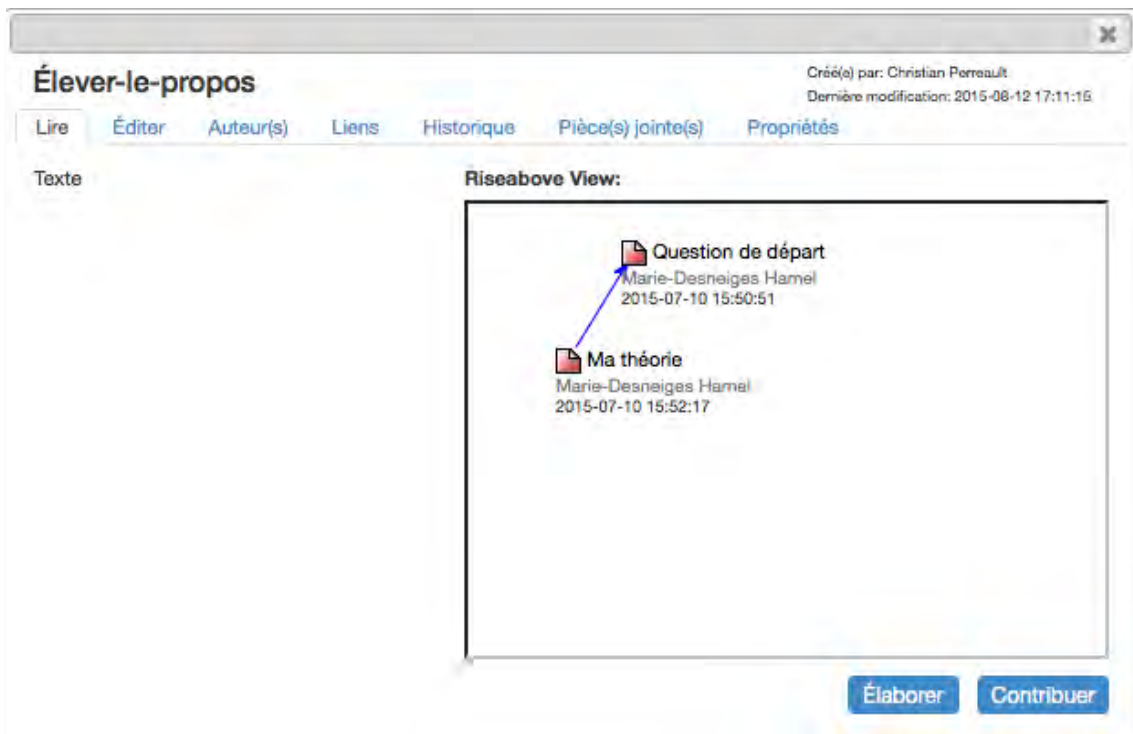 Élever-le-propos
Créé(e) par: Christian Perreault
Dernière modification: 2015-08-12 17:11:15
Lire Éditer Auteur(s) Liens Historique Pièce(s) jointe(s) Propriétés
Texte
Riseabove View:
Question de départ
Marie-Desneiges Hamel
2015-07-10 15:50:51
Ma théorie
Marie-Desneiges Hamel
2015-07-10 15:52:17
Élaborer Contribuer